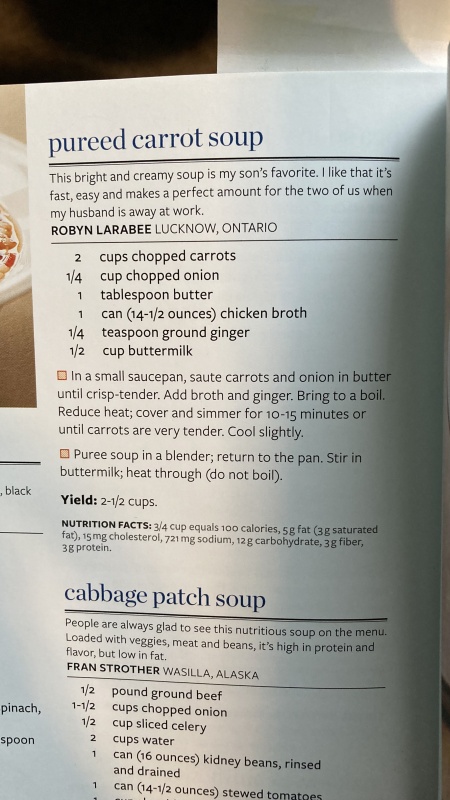 pureed carrot soup
This bright and creamy soup is my son's favorite. I like that it's
fast, easy and makes a perfect amount for the two of us when
my husband is away at work.
ROBYN LARABEE LUCKNOW, ONTARIO
2 cups chopped carrots
1/4 cup chopped onion
1 tablespoon butter
1 can (14-1/2 ounces) chicken broth
1/4 teaspoon ground ginger
1/2 cup buttermilk
In a small saucepan, saute carrots and onion in butter
until crisp-tender. Add broth and ginger. Bring to a boil.
Reduce heat; cover and simmer for 10-15 minutes or
until carrots are very tender. Cool slightly.
Puree soup in a blender; return to the pan. Stir in
buttermilk; heat through (do not boil).
Yield: 2-1/2 cups.
NUTRITION FACTS: 3/4 cup equals 100 calories, 5 g fat (3 g saturated
fat), 15 mg cholesterol, 721 mg sodium, 12 g carbohydrate, 3 g fiber,
3 g protein.
, black
cabbage patch soup
People are always glad to see this nutritious soup on the menu.
Loaded with veggies, meat and beans, it's high in protein and
flavor, but low in fat.
FRAN STROTHER WASILLA, ALASKA
1/2 pound ground beef
1-1/2 cups chopped onion
1/2 cup sliced celery
2 cups water
1 can (16 ounces) kidney beans, rinsed
and drained
1 can (14-1/2 ounces) stewed tomatoes
pinach,
spoon